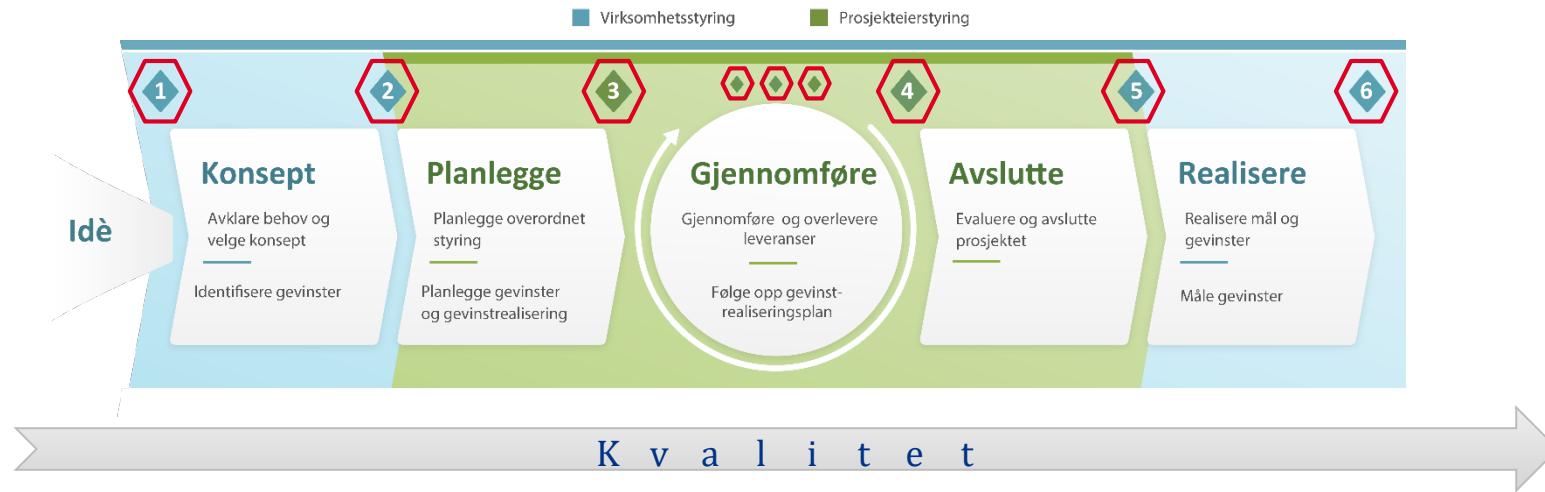 Virksomhetsstyring
Prosjekteierstyring
1
2
3
4
5
6
Idè
Konsept
Avklare behov og
velge konsept
Identifisere gevinster
Planlegge
Planlegge overordnet
styring
Planlegge gevinster
og gevinstrealisering
Gjennomføre
Gjennomføre og overlevere
leveranser
Følge opp gevinst-
realiseringsplan
Avslutte
Evaluere og avslutte
prosjektet
Realisere
Realisere mål og
gevinster
Måle gevinster
K v a l i t e t